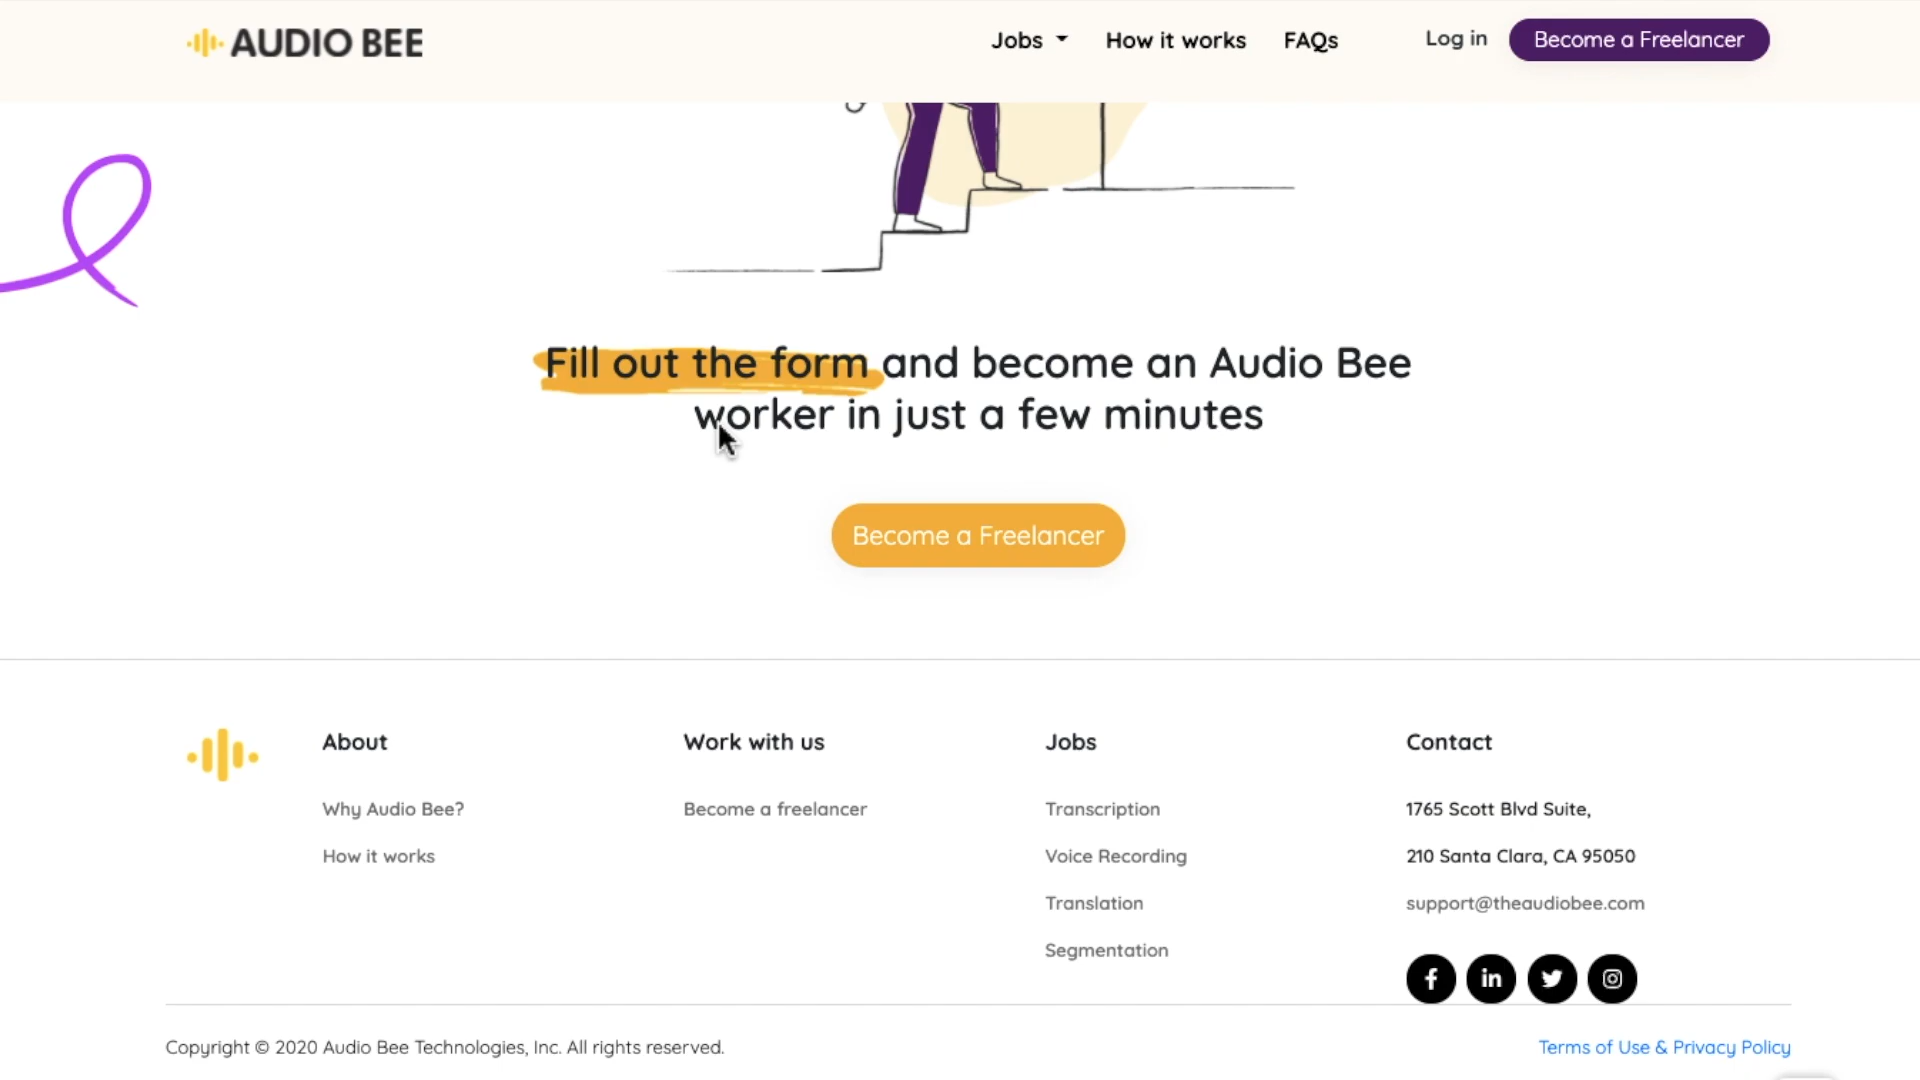 AUDIO BEE
Jobs
How it works
FAQs
Log in
Become a Freelancer
Fill out the form and become an Audio Bee
worker in just a few minutes
Become a Freelancer
About
Why Audio Bee?
How it works
Work with us
Become a freelancer
Jobs
Transcription
Voice Recording
Translation
Segmentation
Contact
1765 Scott Blvd Suite,
210 Santa Clara, CA 95050
support@theaudiobee.com
Copyright © 2020 Audio Bee Technologies, Inc. All rights reserved.
Terms of Use & Privacy Policy